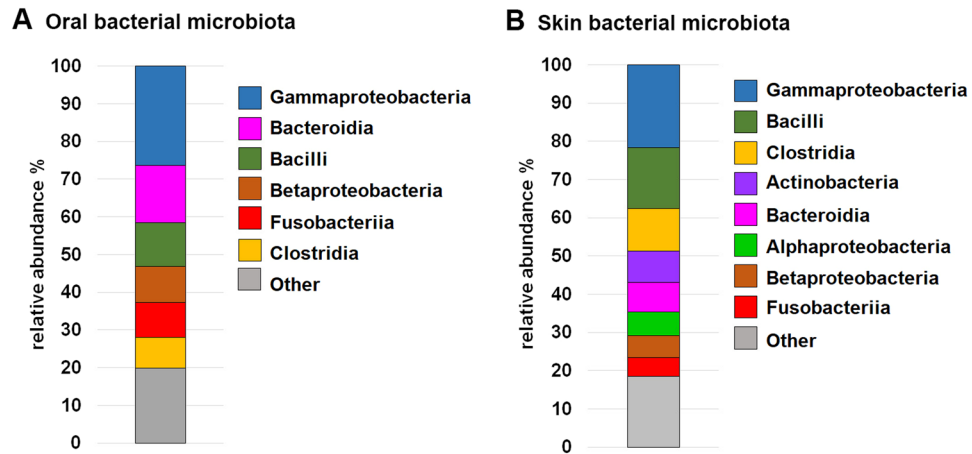 A Oral bacterial microbiota
relative abundance %
100
90
80
70
60
50
40
30
20
10
0
Gammaproteobacteria
Bacteroidia
Bacilli
Betaproteobacteria
Fusobacteriia
Clostridia
Other
B Skin bacterial microbiota
relative abundance %
100
90
80
70
60
50
40
30
20
10
0
Gammaproteobacteria
Bacilli
Clostridia
Actinobacteria
Bacteroidia
Alphaproteobacteria
Betaproteobacteria
Fusobacteriia
Other